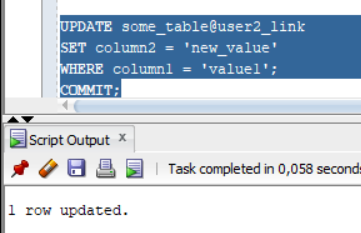 UPDATE some_table@user2_link
SET column2 = 'new_value'
WHERE column1 = 'value1';
COMMIT;
Script Output x
Task completed in 0,058 seconds
1 row updated.